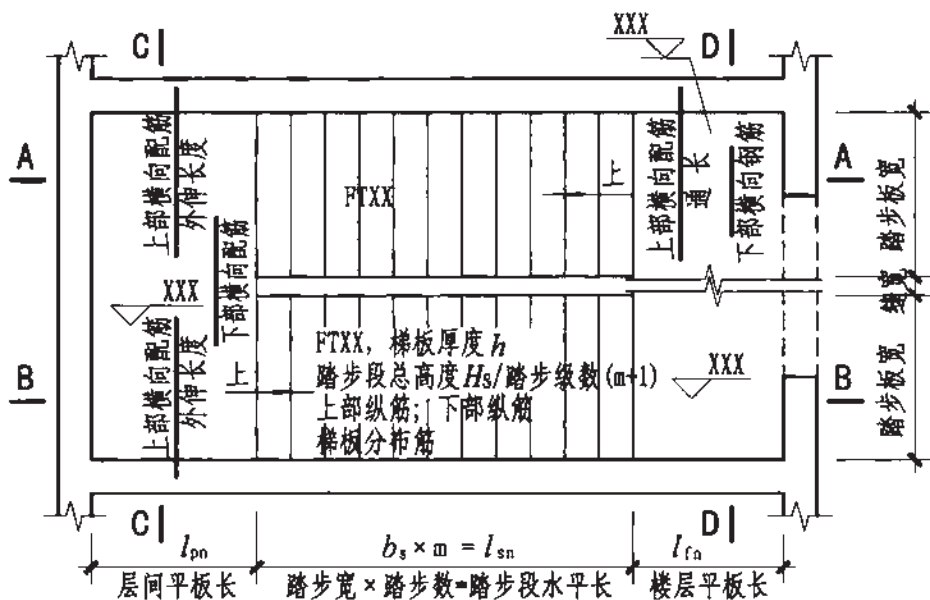 C
XXX
D
A
上部横向配筋
外伸长度
FTXX
上
上部横向配筋
通长
下部横向钢筋
A
踏步板宽
XXX
下部横向配筋
缝宽
B
上部横向配筋
外伸长度
上
FTXX，梯板厚度 h
踏步段总高度Hs/踏步级数(m+1)
上部纵筋；下部纵筋
梯板分布筋
XXX
B
踏步板宽
C
D
lpn
bs × m = lsn
lfn
层间平板长
踏步宽×踏步数=踏步段水平长
楼层平板长